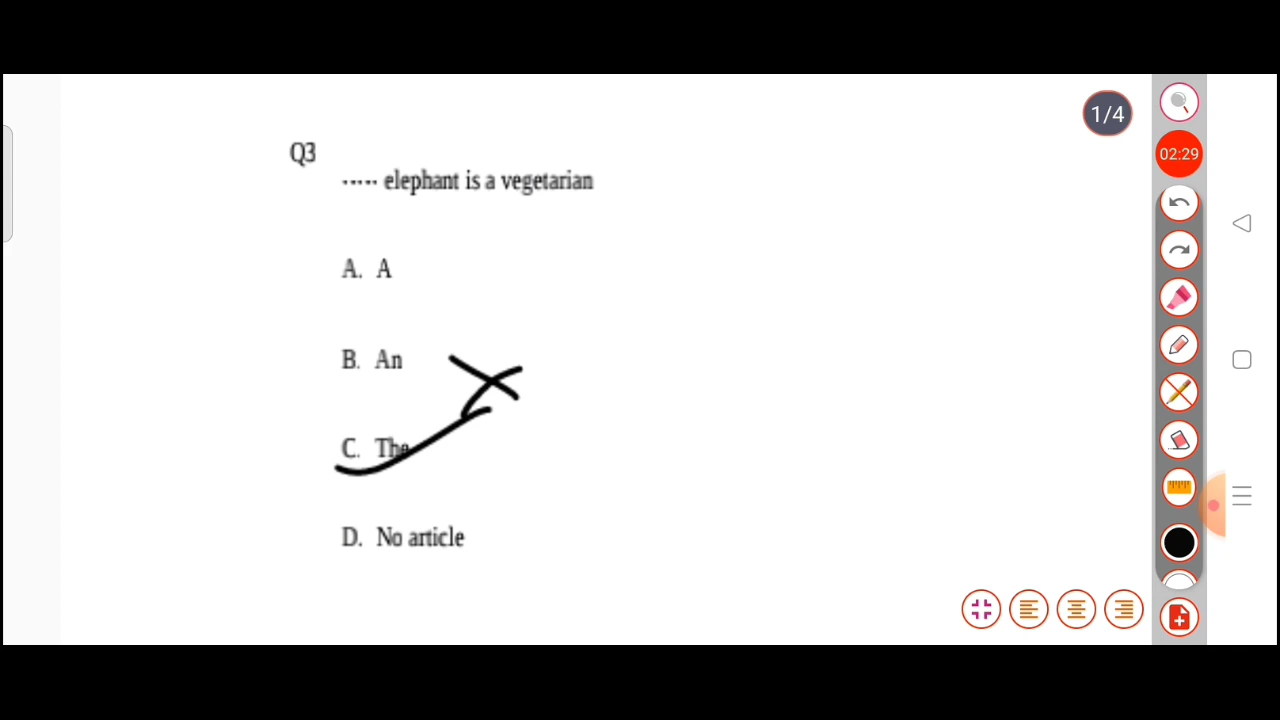 1/4
02:29
Q3
----- elephant is a vegetarian
A. A
B. An
C. The
D. No article